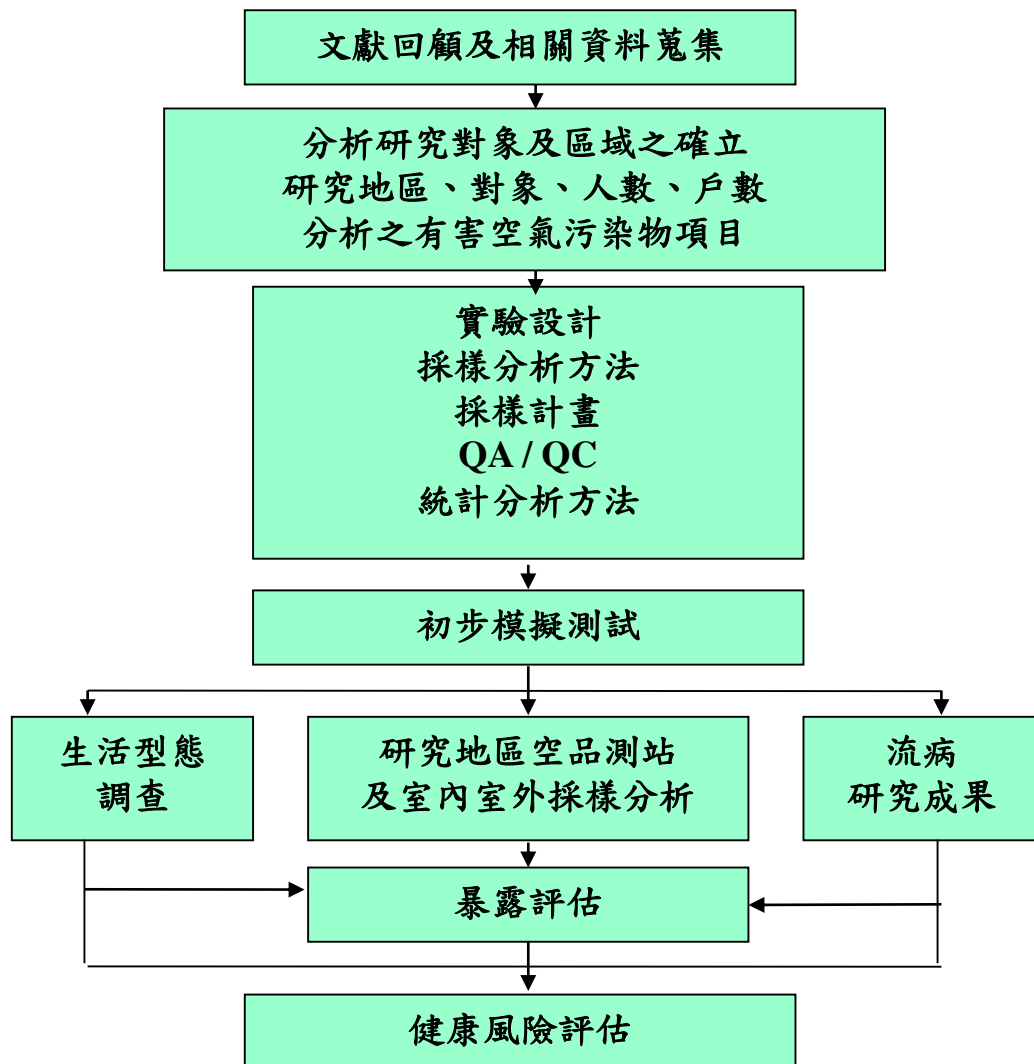 文獻回顧及相關資料蒐集
分析研究對象及區域之確立
研究地區、對象、人數、戶數
分析之有害空氣污染物項目
實驗設計
採樣分析方法
採樣計畫
QA / QC
統計分析方法
初步模擬測試
生活型態
調查
研究地區空品測站
及室內室外採樣分析
流病
研究成果
暴露評估
健康風險評估